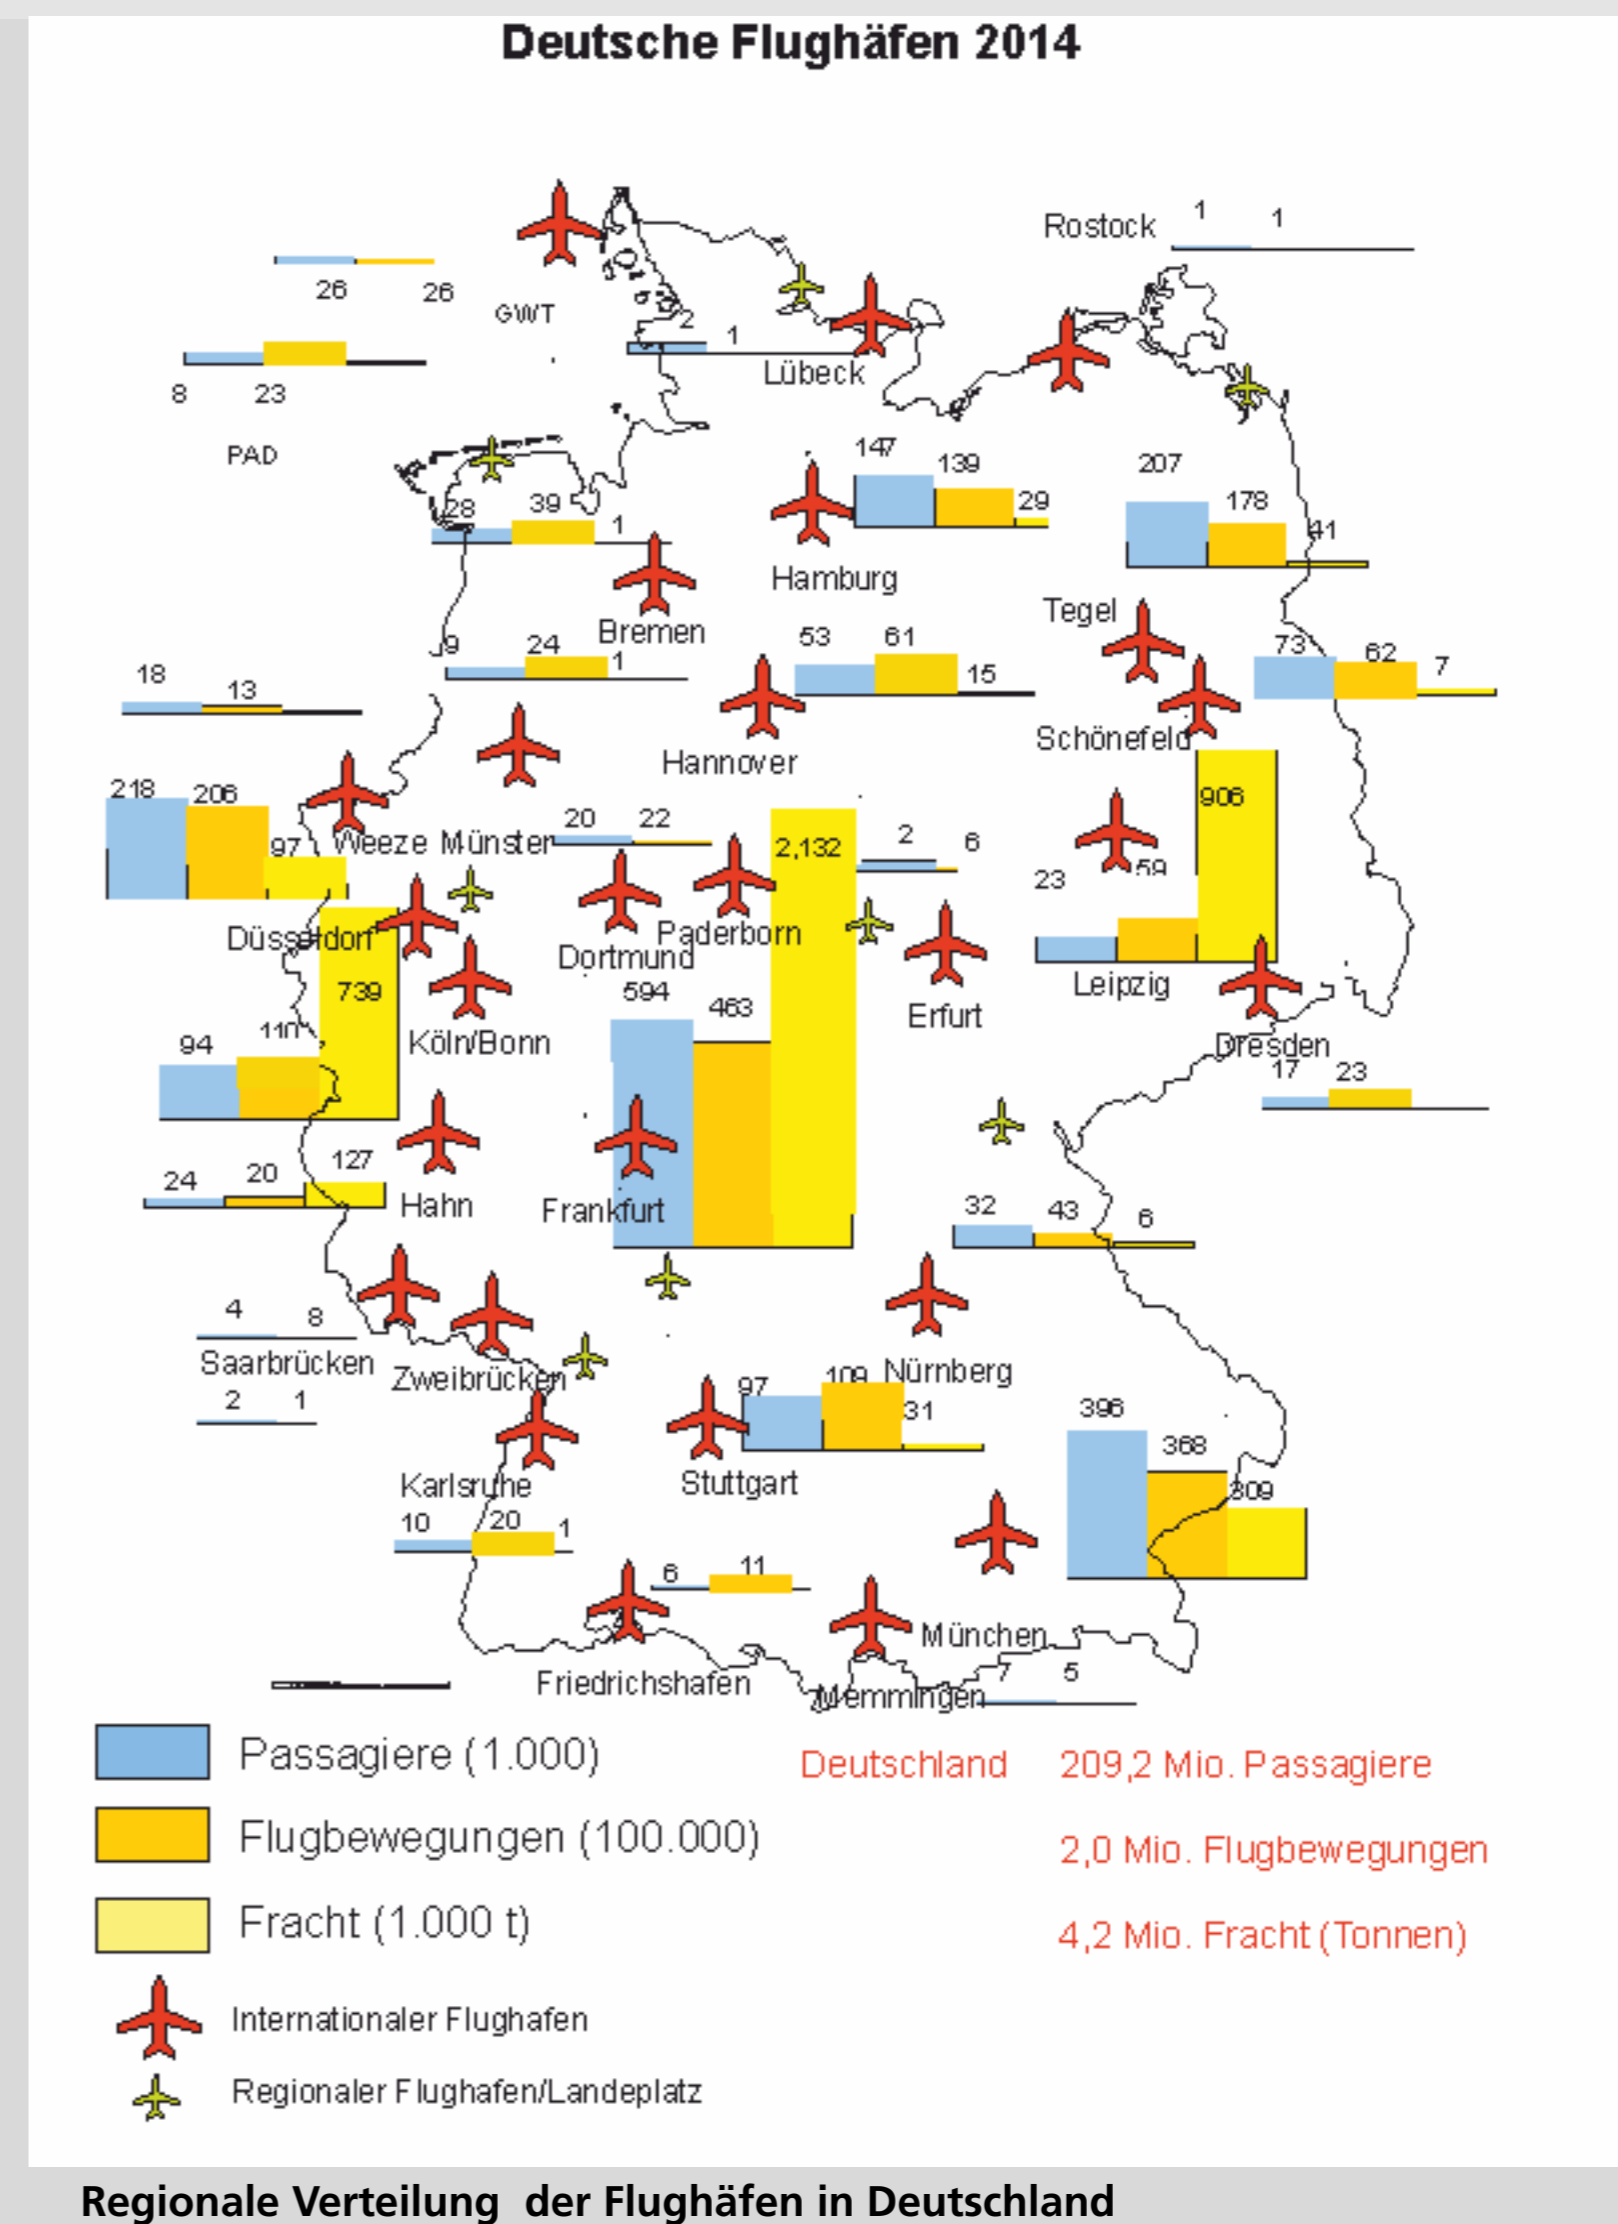 Deutsche Flughäfen 2014
Rostock 1 1
26 26
GWT
2 1
Lübeck
8 23
PAD
147 139 29
207 178 41
28 39 1
Hamburg
Tegel
Bremen
53 61 15
73 62 7
9 24 1
18 13
Schönefeld
Hannover
218 206 97
906
Weeze Münster 20 22
2,132
2 6
23 59
Düsseldorf
Paderborn
Dortmund
739
594 463
Leipzig
Erfurt
94 110
Köln/Bonn
Dresden
17 23
24 20 127
Hahn
Frankfurt
32 43 6
4 8
Saarbrücken
Zweibrücken
Nürnberg
2 1
97 109 31
396 368 309
Karlsruhe
Stuttgart
10 20 1
6 11
München
7 5
Friedrichshafen
Memmingen
Passagiere (1.000)
Deutschland 209,2 Mio. Passagiere
Flugbewegungen (100.000)
2,0 Mio. Flugbewegungen
Fracht (1.000 t)
4,2 Mio. Fracht (Tonnen)
Internationaler Flughafen
Regionaler Flughafen/Landeplatz
Regionale Verteilung der Flughäfen in Deutschland